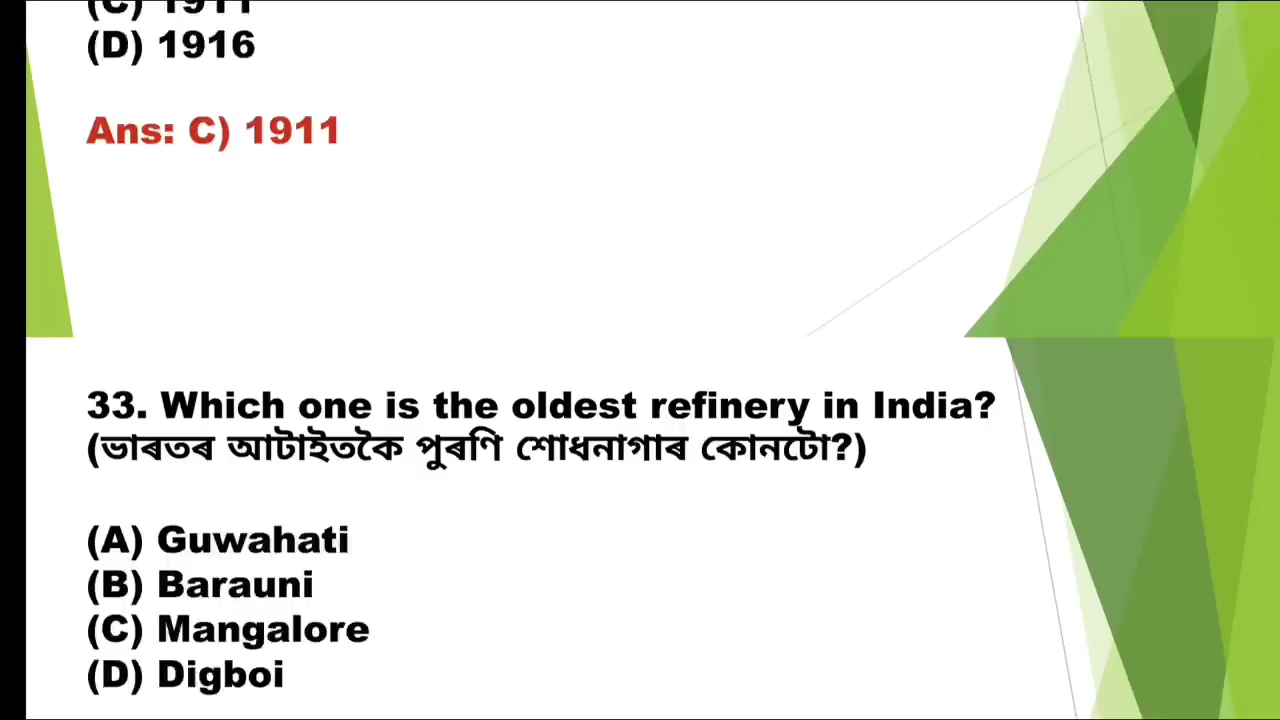 (C) 1911
(D) 1916
Ans: C) 1911
33. Which one is the oldest refinery in India?
(ভাৰতৰ আটাইতকৈ পুৰণি শোধনাগাৰ কোনটো?)
(A) Guwahati
(B) Barauni
(C) Mangalore
(D) Digboi